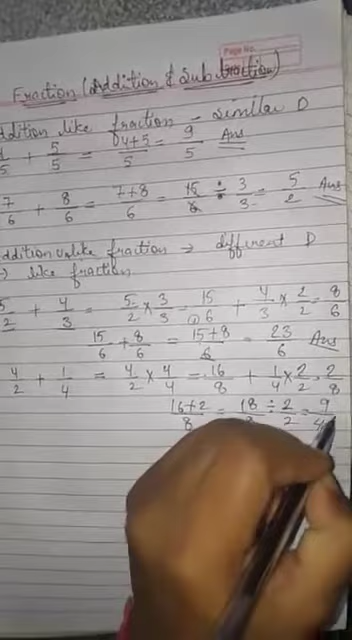 Page No.
Fraction (Addition & Subtraction)
ddition like fraction - similar D
/5 + 5/5 = 4+5/5 = 9/5 Ans
7/6 + 8/6 = 7+8/6 = 15/6 ÷ 3/3 = 5/2 Ans
ddition unlike fraction → different D
→ like fraction
5/2 + 4/3 = 5/2 × 3/3 = 15/6 + 4/3 × 2/2 = 8/6
15/6 + 8/6 = 15+8/6 = 23/6 Ans
4/2 + 1/4 = 4/2 × 4/4 = 16/8 + 1/4 × 2/2 = 2/8
16+2/8 = 18/8 ÷ 2/2 = 9/4